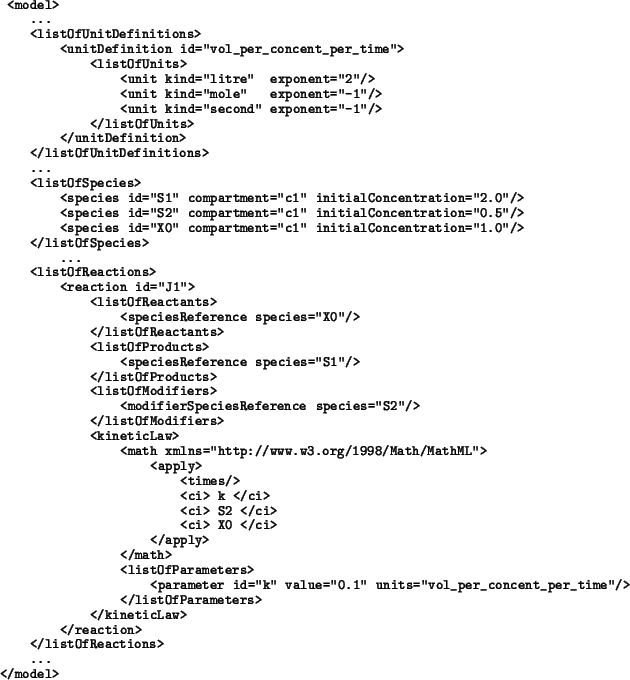 <model>
...
<listOfUnitDefinitions>
<unitDefinition id="vol_per_concent_per_time">
<listOfUnits>
<unit kind="litre" exponent="2"/>
<unit kind="mole" exponent="-1"/>
<unit kind="second" exponent="-1"/>
</listOfUnits>
</unitDefinition>
</listOfUnitDefinitions>
...
<listOfSpecies>
<species id="S1" compartment="c1" initialConcentration="2.0"/>
<species id="S2" compartment="c1" initialConcentration="0.5"/>
<species id="X0" compartment="c1" initialConcentration="1.0"/>
</listOfSpecies>
...
<listOfReactions>
<reaction id="J1">
<listOfReactants>
<speciesReference species="X0"/>
</listOfReactants>
<listOfProducts>
<speciesReference species="S1"/>
</listOfProducts>
<listOfModifiers>
<modifierSpeciesReference species="S2"/>
</listOfModifiers>
<kineticLaw>
<math xmlns="http://www.w3.org/1998/Math/MathML">
<apply>
<times/>
<ci> k </ci>
<ci> S2 </ci>
<ci> X0 </ci>
</apply>
</math>
<listOfParameters>
<parameter id="k" value="0.1" units="vol_per_concent_per_time"/>
</listOfParameters>
</kineticLaw>
</reaction>
</listOfReactions>
...
</model>